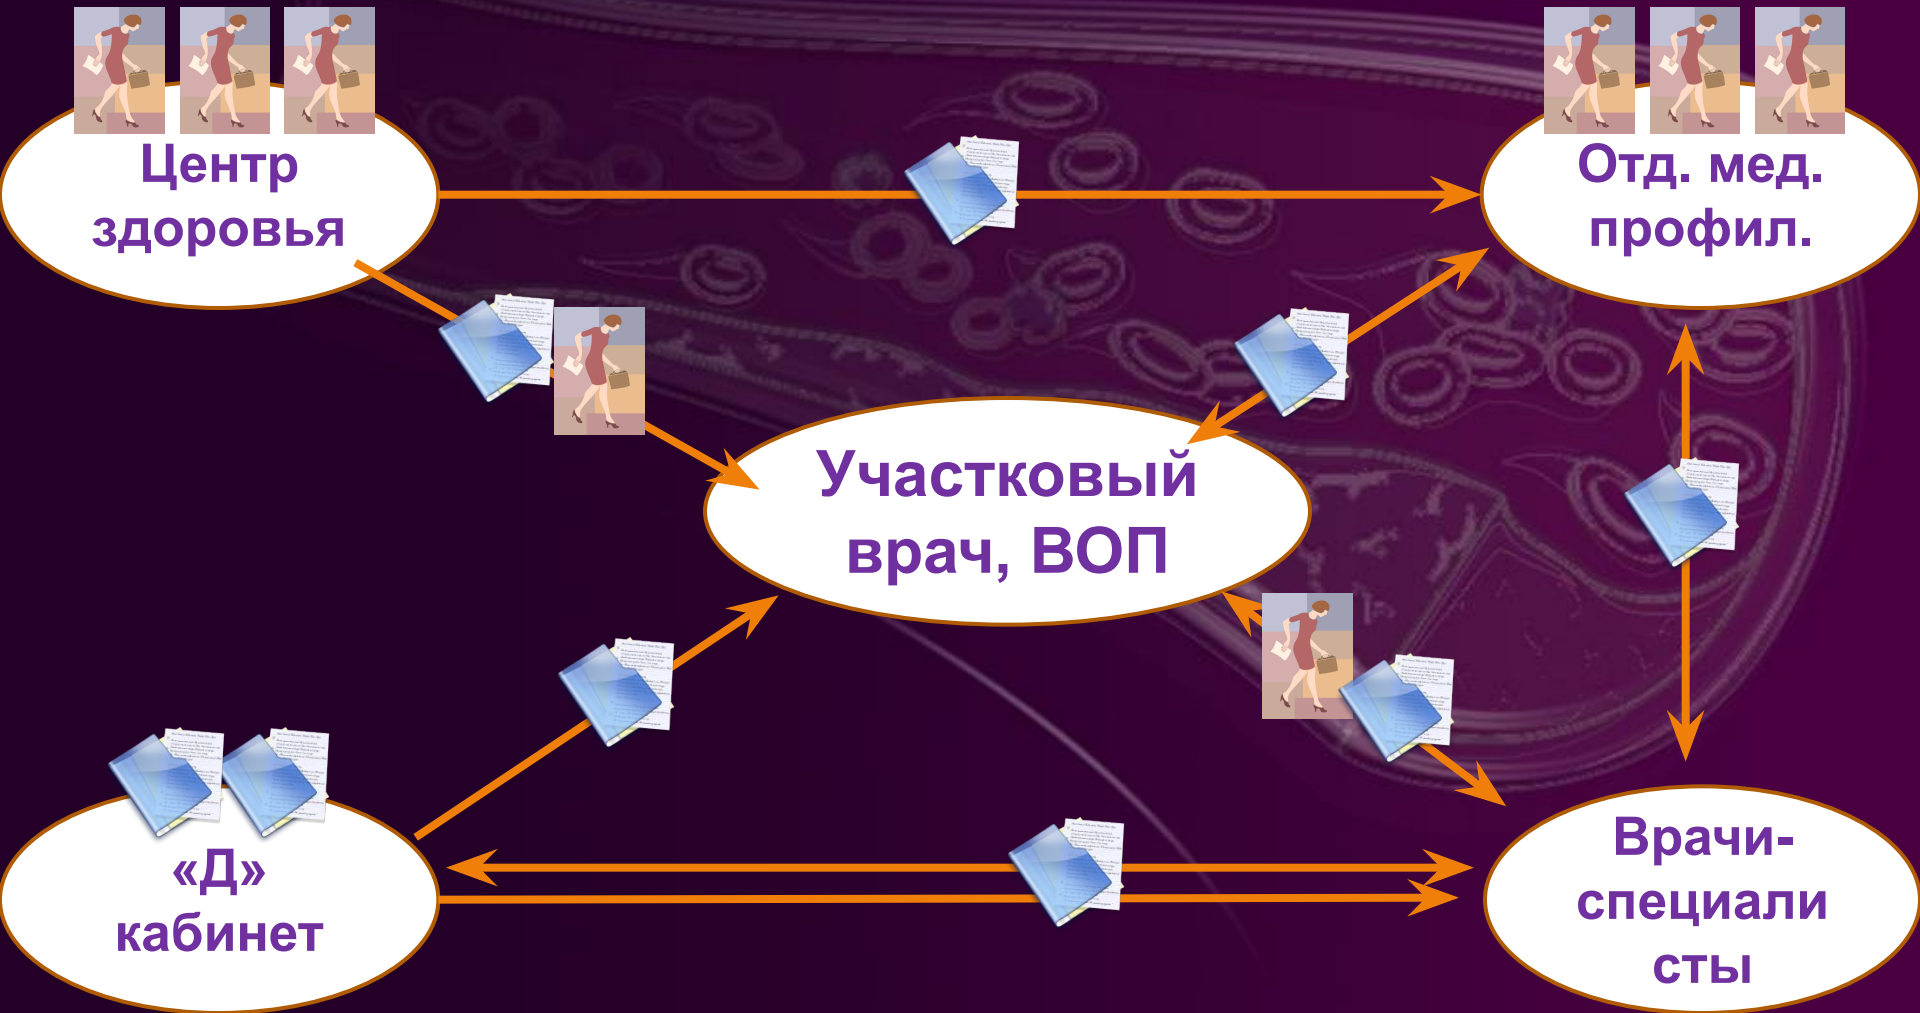 Центр
здоровья
Отд. мед.
профил.
Участковый
врач, ВОП
«Д»
кабинет
Врачи-
специали
сты